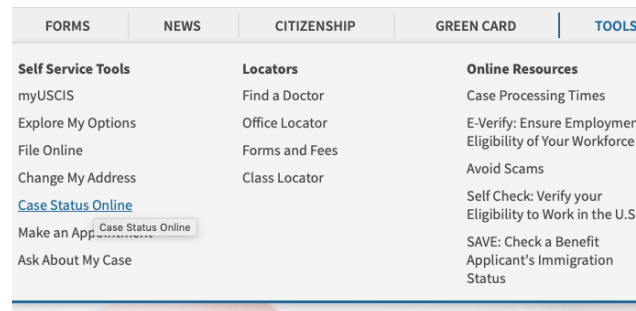 FORMS NEWS CITIZENSHIP GREEN CARD TOOLS
Self Service Tools
myUSCIS
Explore My Options
File Online
Change My Address
Case Status Online
Case Status Online
Make an Appointment
Ask About My Case
Locators
Find a Doctor
Office Locator
Forms and Fees
Class Locator
Online Resources
Case Processing Times
E-Verify: Ensure Employmen
Eligibility of Your Workforce
Avoid Scams
Self Check: Verify your
Eligibility to Work in the U.S
SAVE: Check a Benefit
Applicant's Immigration
Status